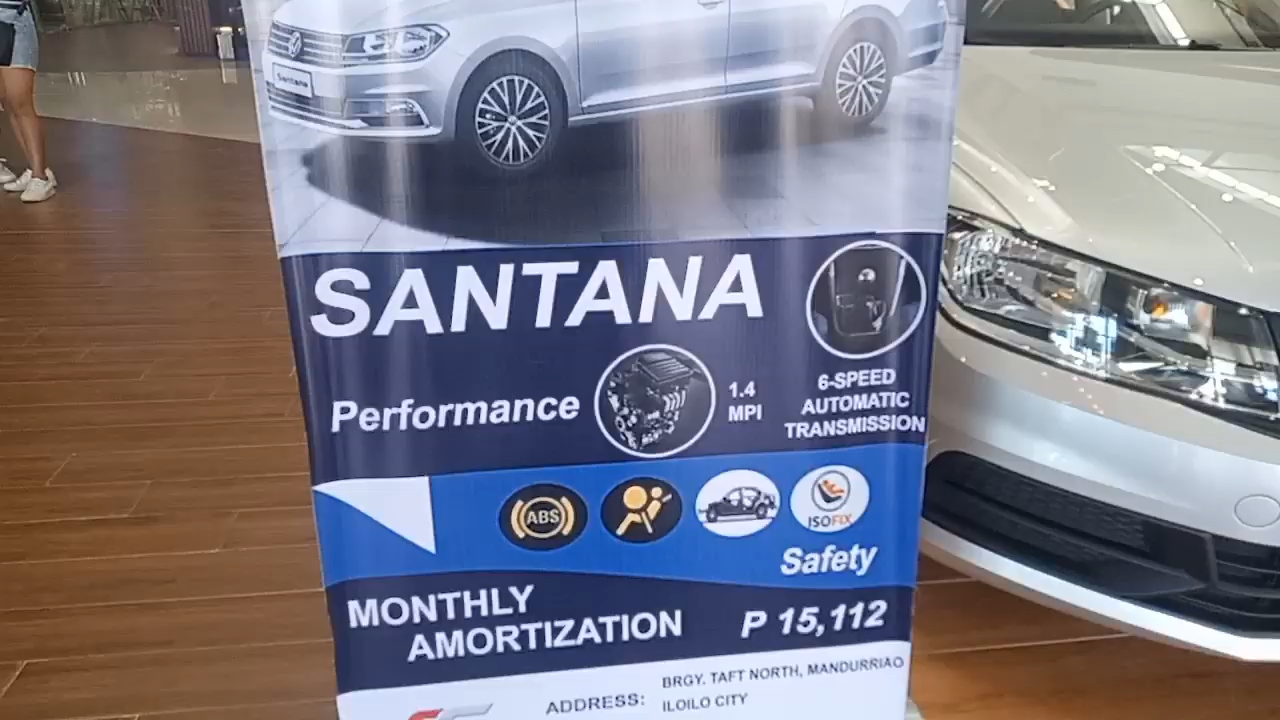 Santana
SANTANA
Performance
1.4
MPI
6-SPEED
AUTOMATIC
TRANSMISSION
ABS
ISOFIX
Safety
MONTHLY
AMORTIZATION
P 15,112
ADDRESS:
BRGY. TAFT NORTH, MANDURRIAO
ILOILO CITY